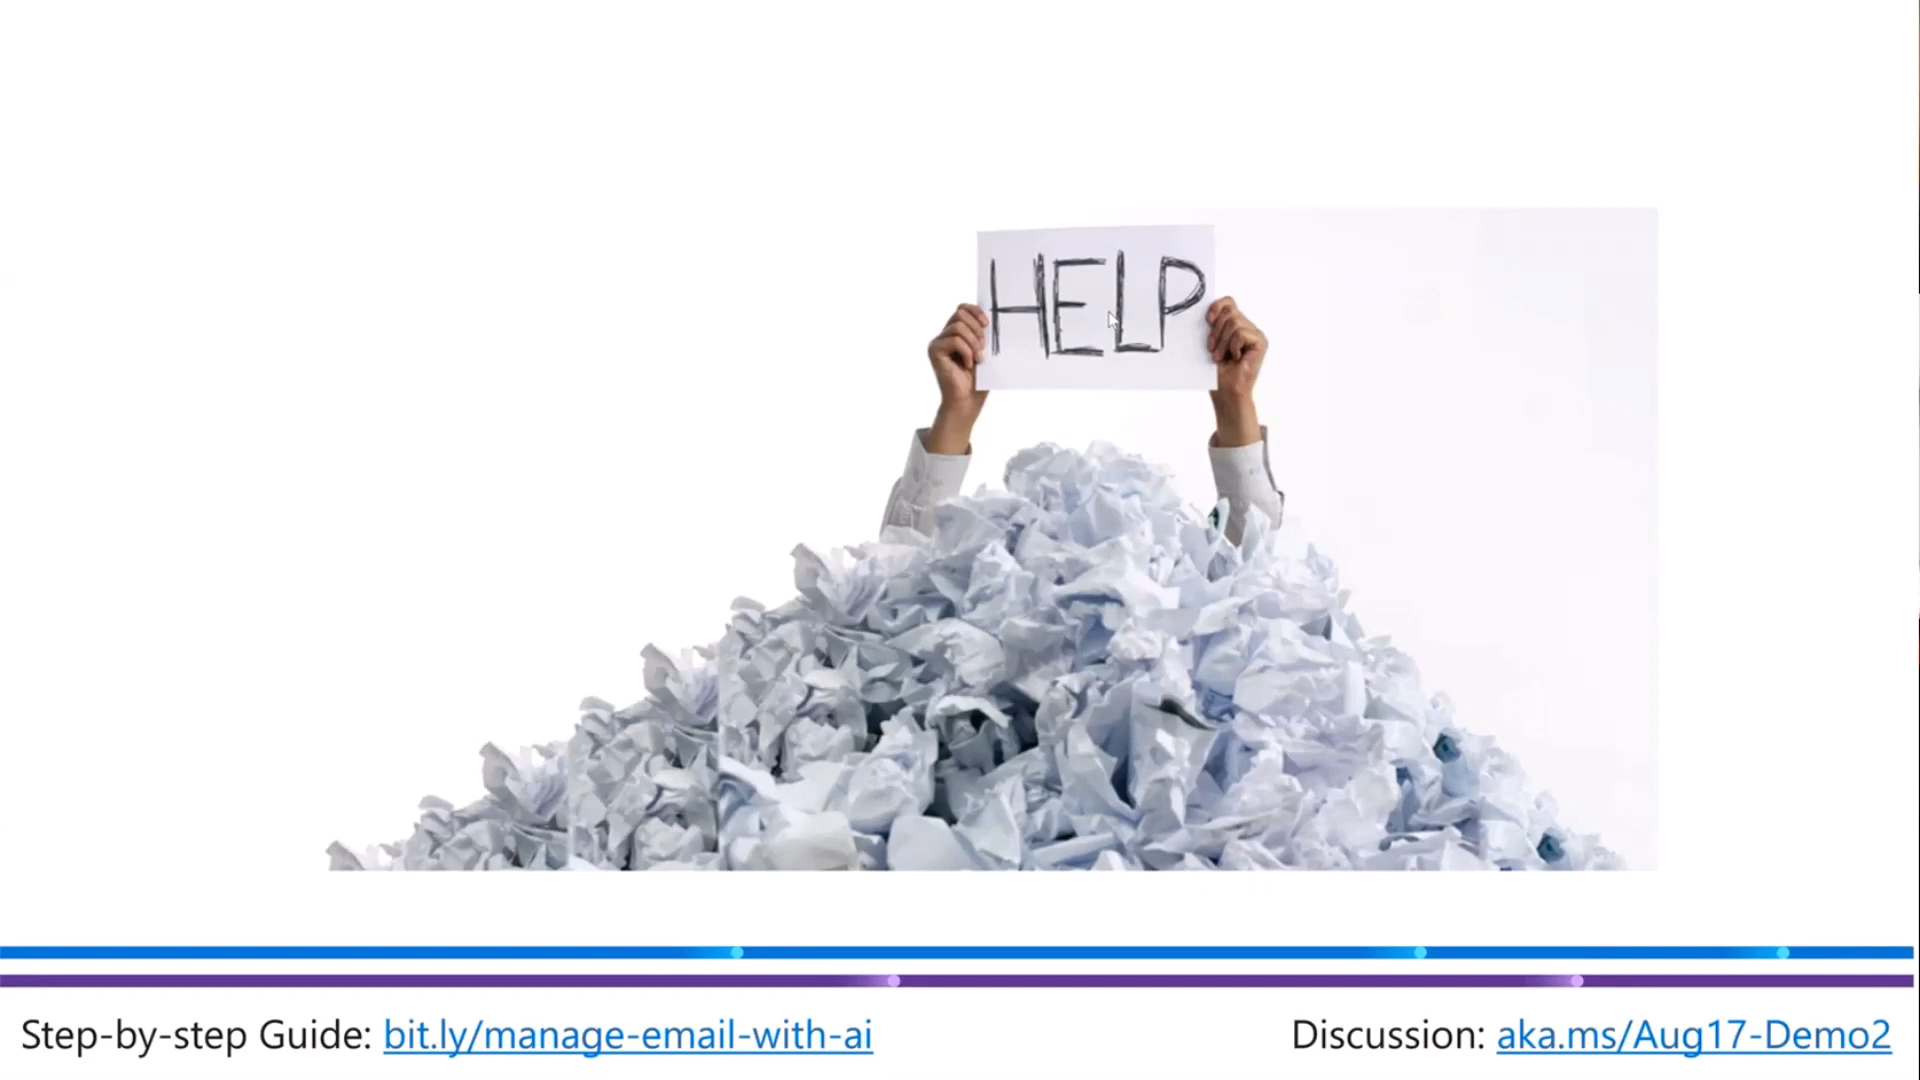 HELP
Step-by-step Guide: bit.ly/manage-email-with-ai
Discussion: aka.ms/Aug17-Demo2